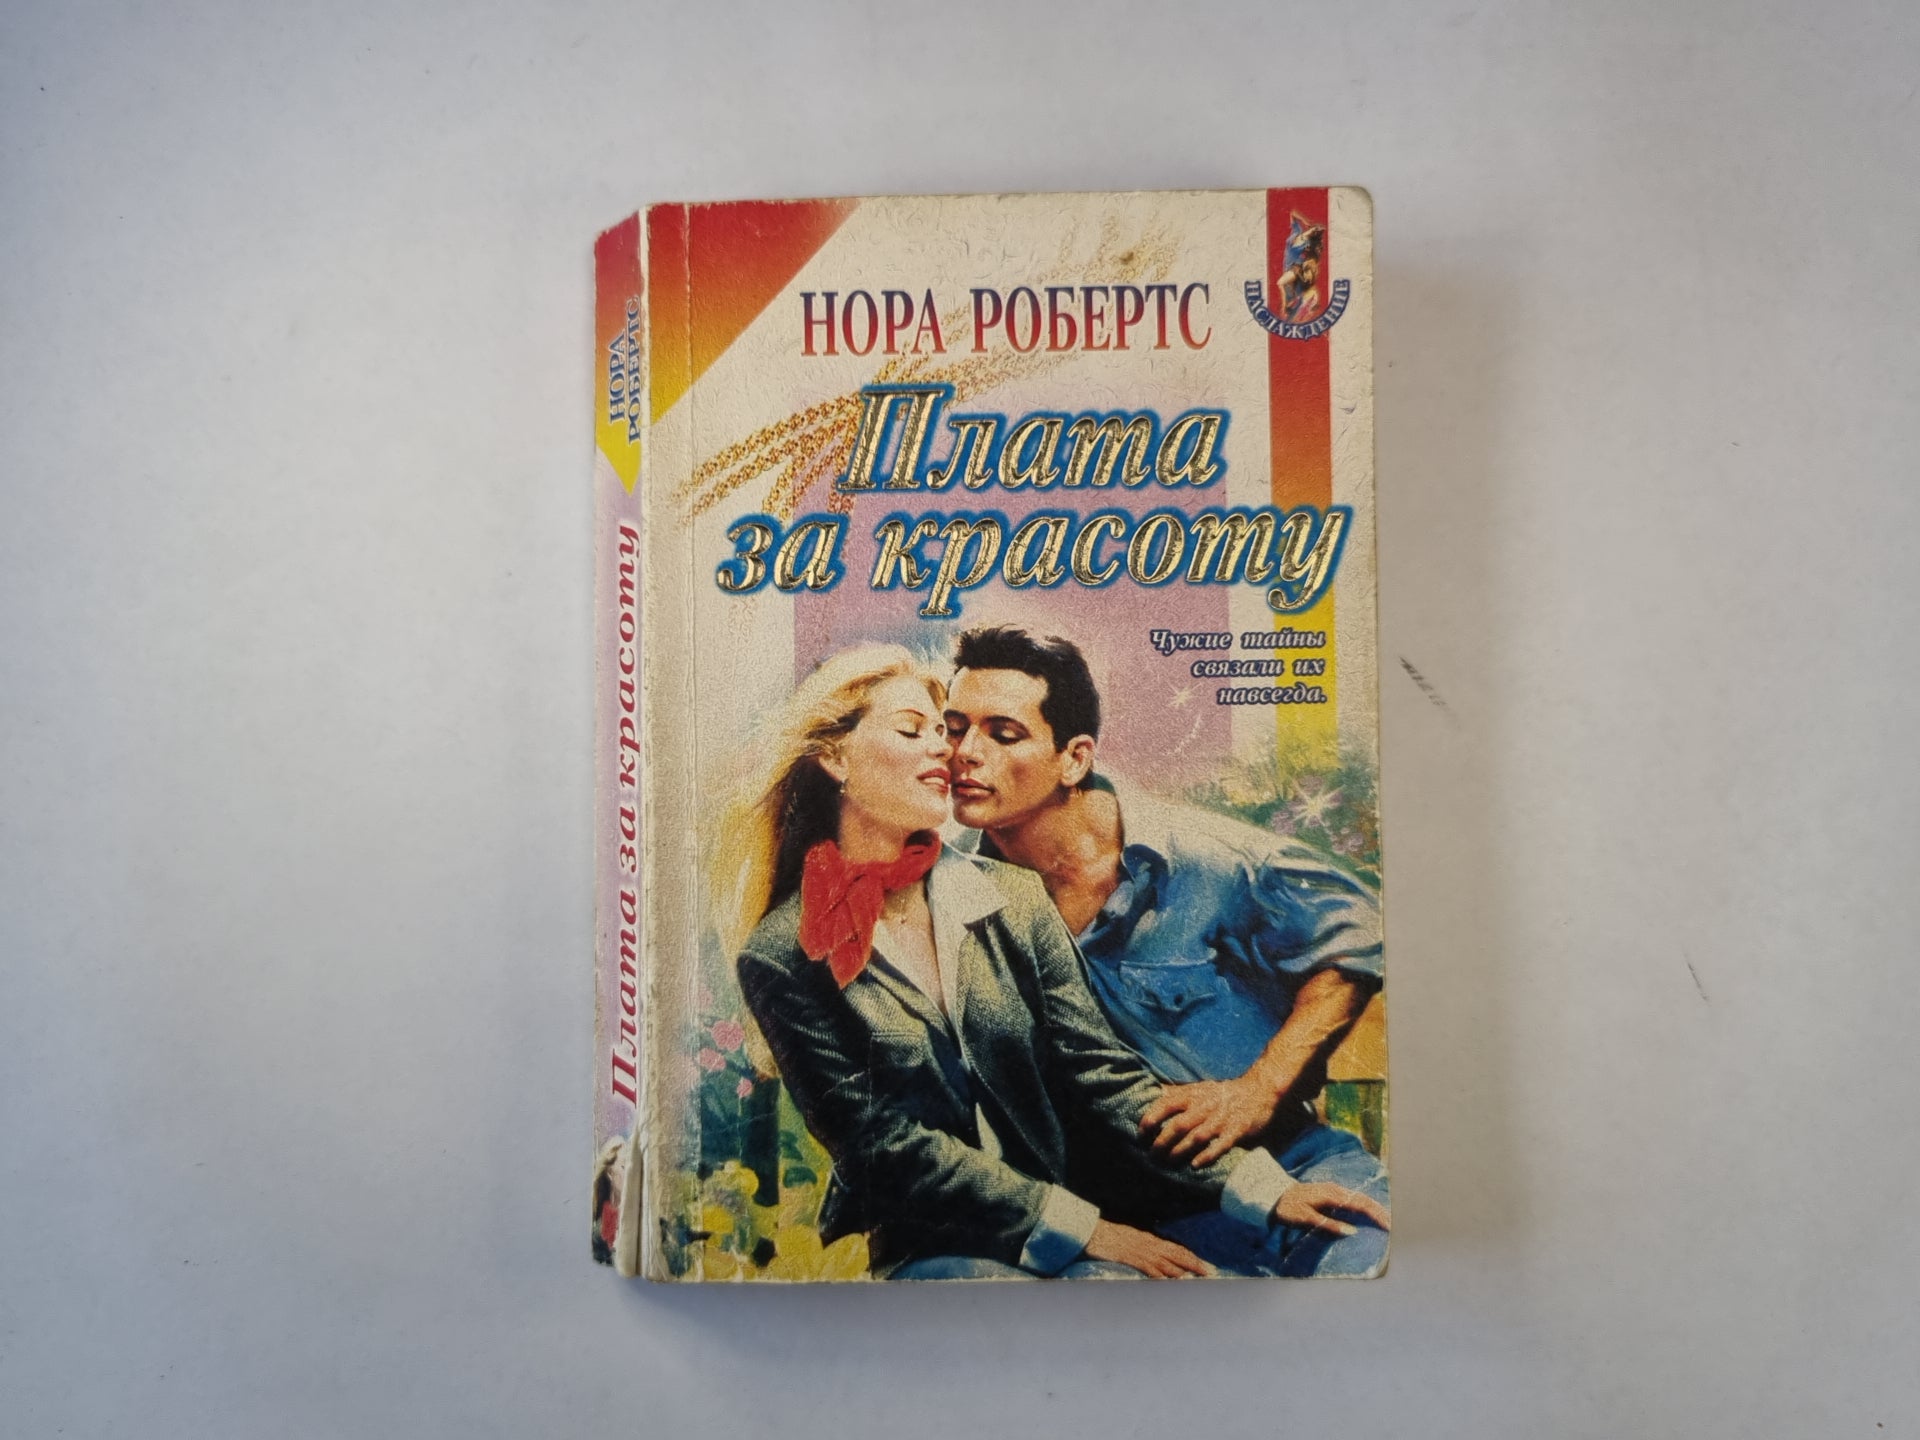 НОРА РОБЕРТС
НАСЛАЖДЕНИЕ
Плата
за красоту
Чужие тайны
связали их
навсегда.
НОРА
РОБЕРТС
Плата за красоту